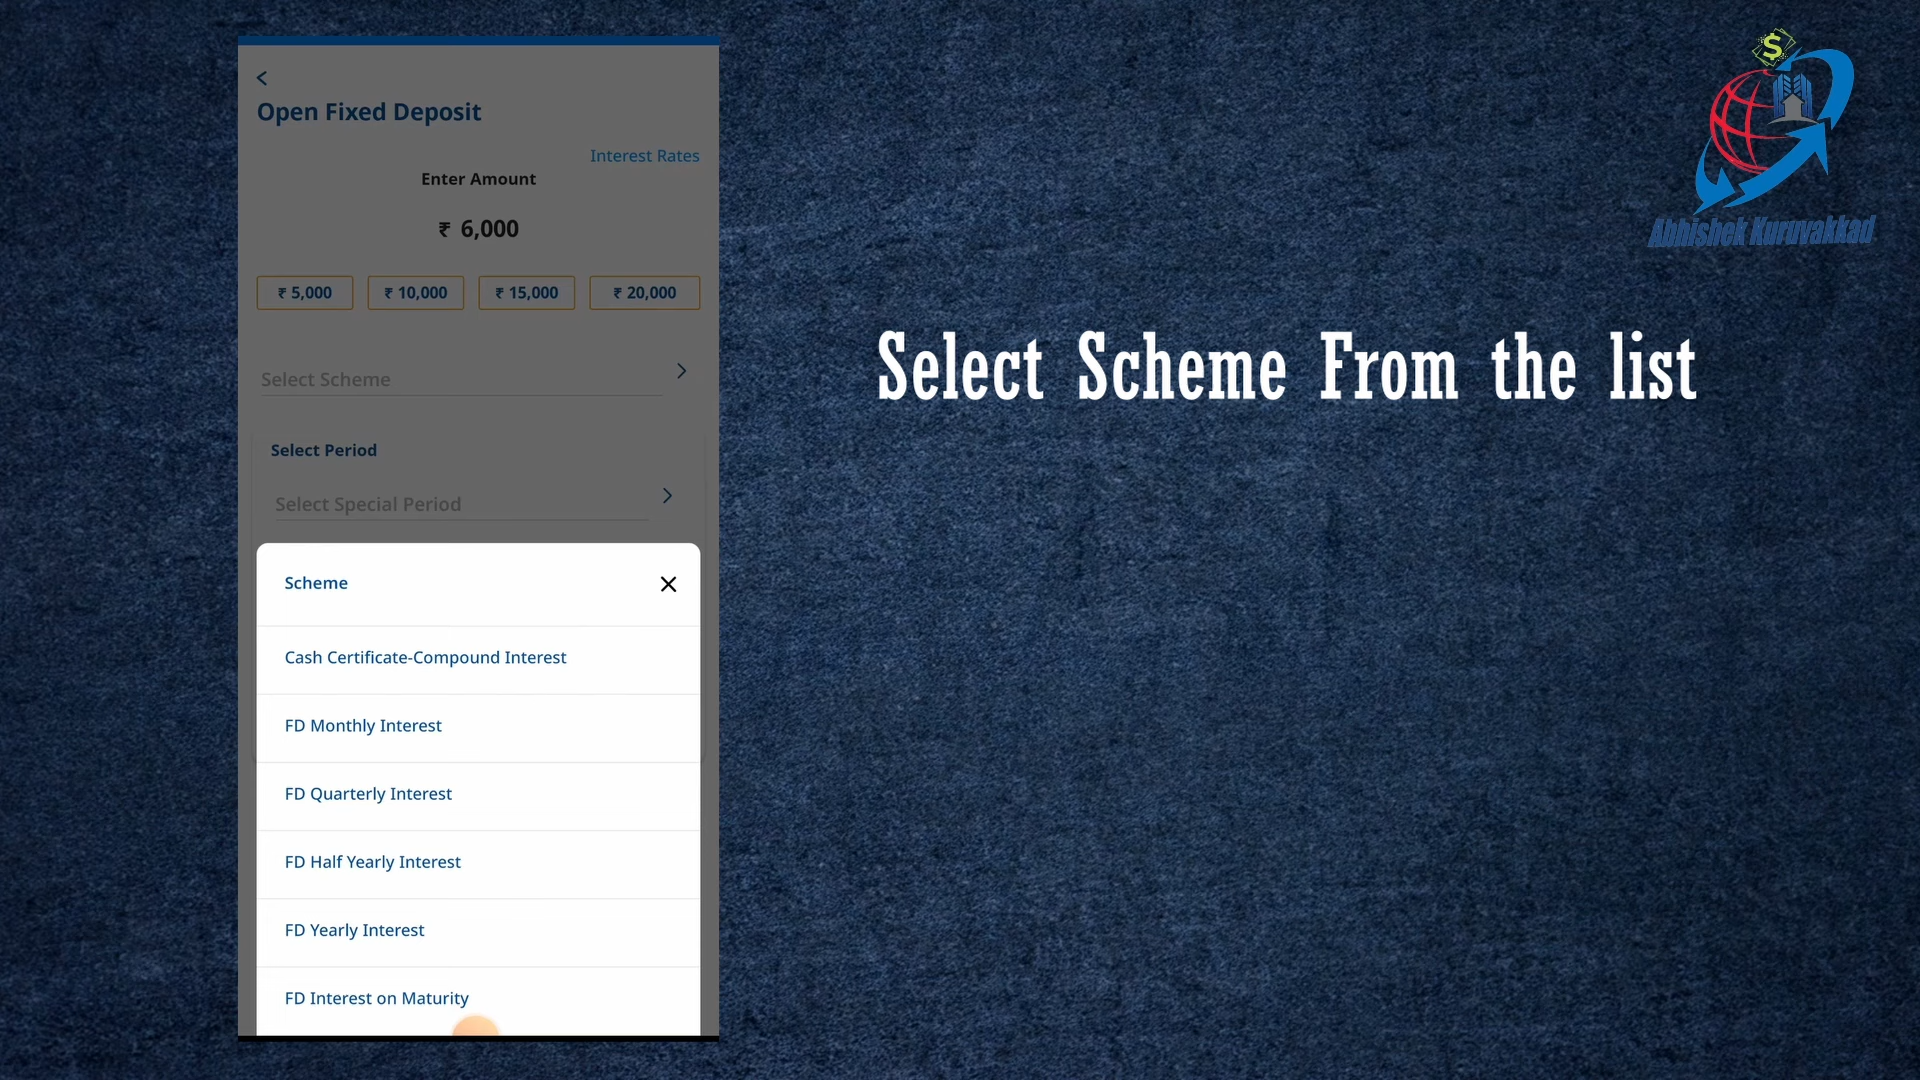 Open Fixed Deposit
Interest Rates
Enter Amount
₹ 6,000
₹ 5,000
₹ 10,000
₹ 15,000
₹ 20,000
Select Scheme
Select Period
Select Special Period
Scheme
Cash Certificate-Compound Interest
FD Monthly Interest
FD Quarterly Interest
FD Half Yearly Interest
FD Yearly Interest
FD Interest on Maturity
$
Abhishek Kuruvakkad
Select Scheme From the list